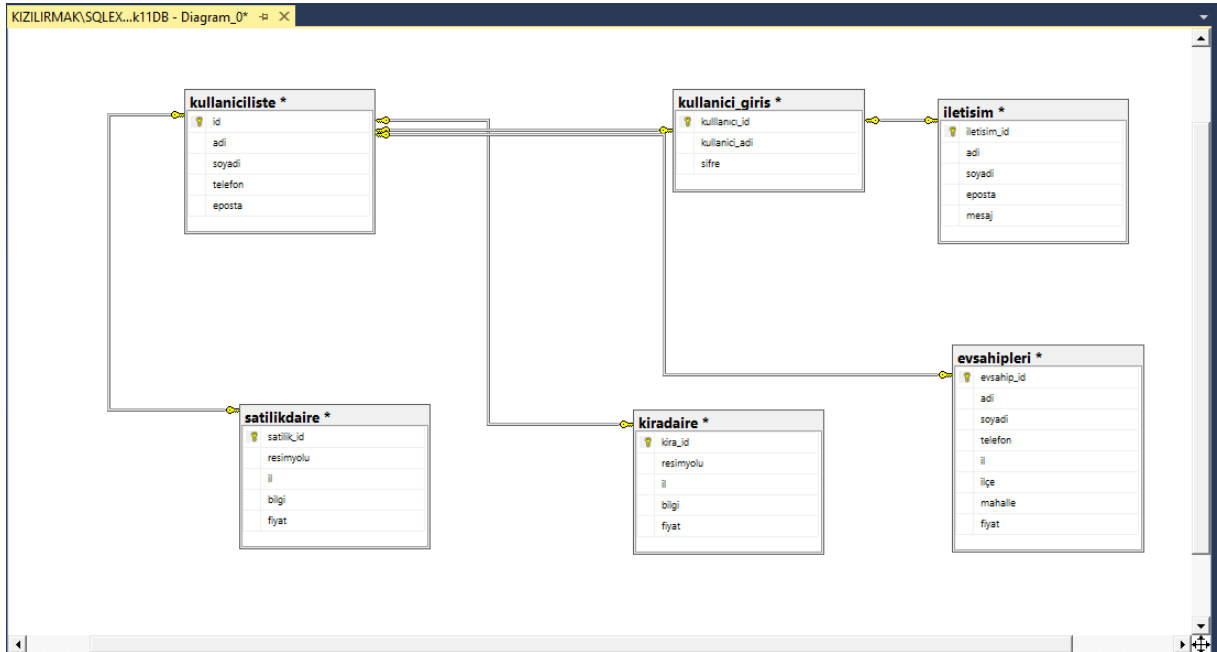 KIZILIRMAK\SQLEX...k11DB - Diagram_0*
kullaniciliste *
id
adi
soyadi
telefon
eposta
kullanici_giris *
kulllanıcı_id
kullanici_adi
sifre
iletisim *
iletisim_id
adi
soyadi
eposta
mesaj
satilikdaire *
satilik_id
resimyolu
il
bilgi
fiyat
kiradaire *
kira_id
resimyolu
il
bilgi
fiyat
evsahipleri *
evsahip_id
adi
soyadi
telefon
il
ilçe
mahalle
fiyat